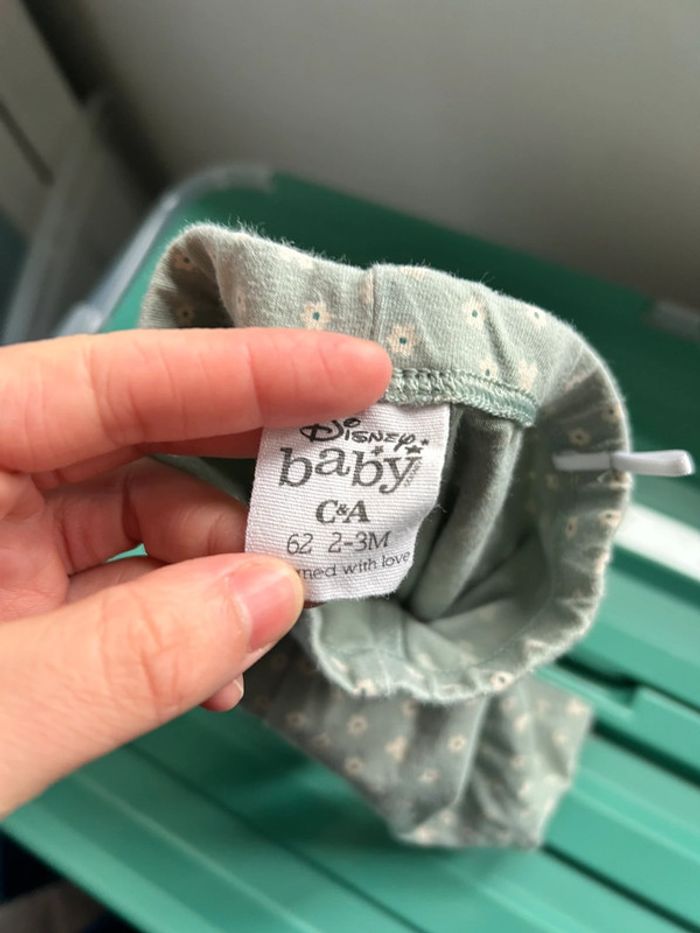 Disney
baby
C&A
62 2-3M
with love